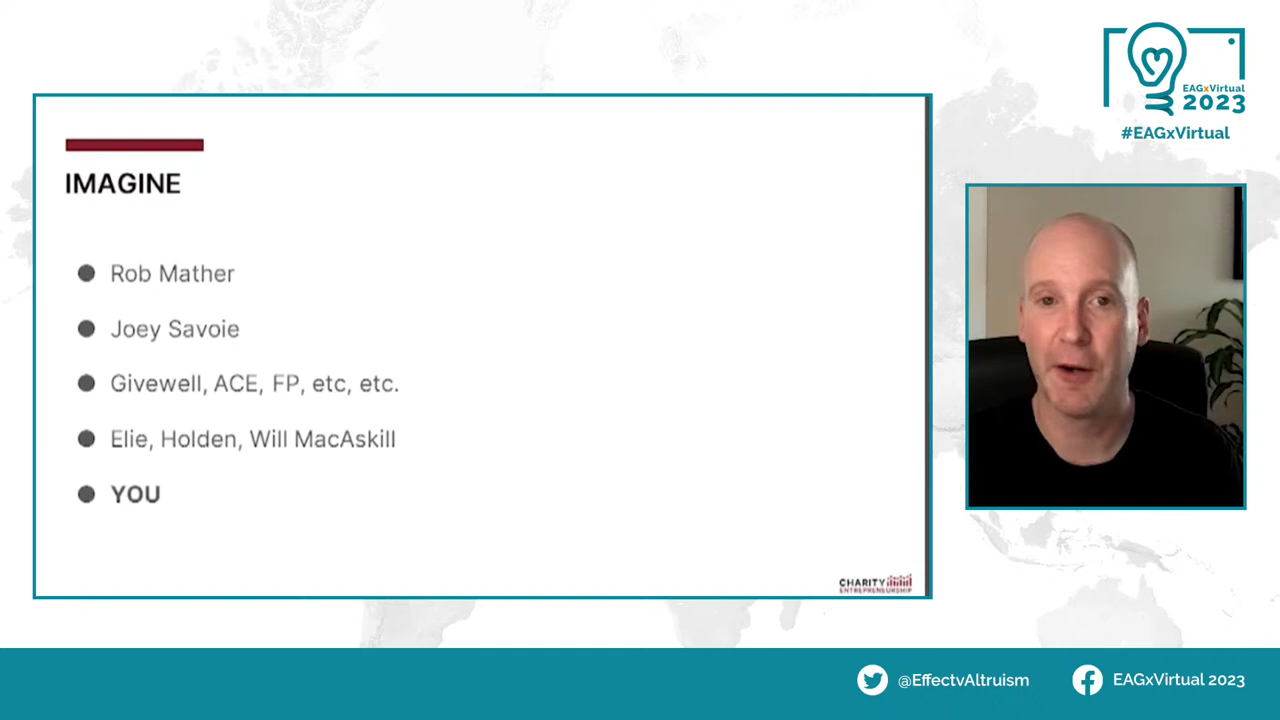 EAGxVirtual
2023
#EAGxVirtual
IMAGINE
Rob Mather
Joey Savoie
Givewell, ACE, FP, etc, etc.
Elie, Holden, Will MacAskill
YOU
CHARITY
ENTREPRENEURSHIP
@EffectvAltruism
EAGxVirtual 2023